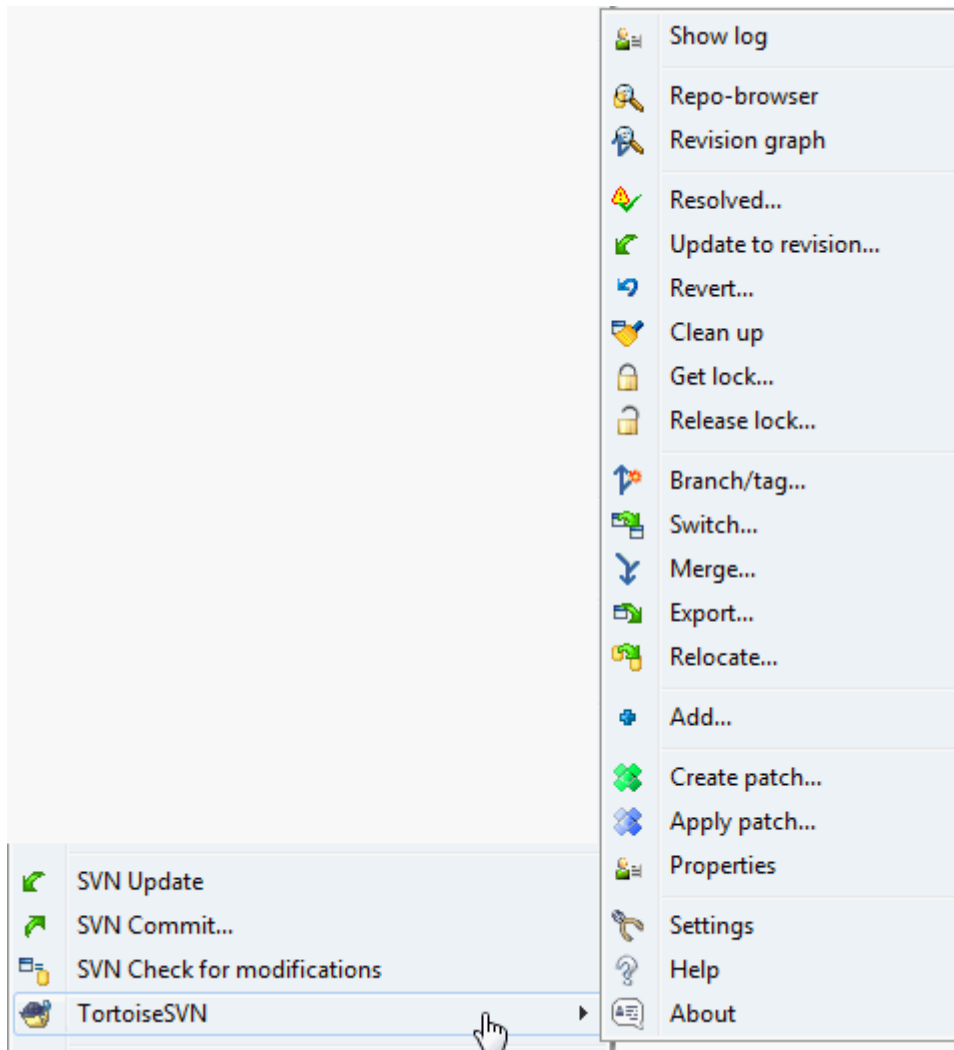 Show log
Repo-browser
Revision graph
Resolved...
Update to revision...
Revert...
Clean up
Get lock...
Release lock...
Branch/tag...
Switch...
Merge...
Export...
Relocate...
Add...
Create patch...
Apply patch...
Properties
Settings
Help
About
SVN Update
SVN Commit...
SVN Check for modifications
TortoiseSVN